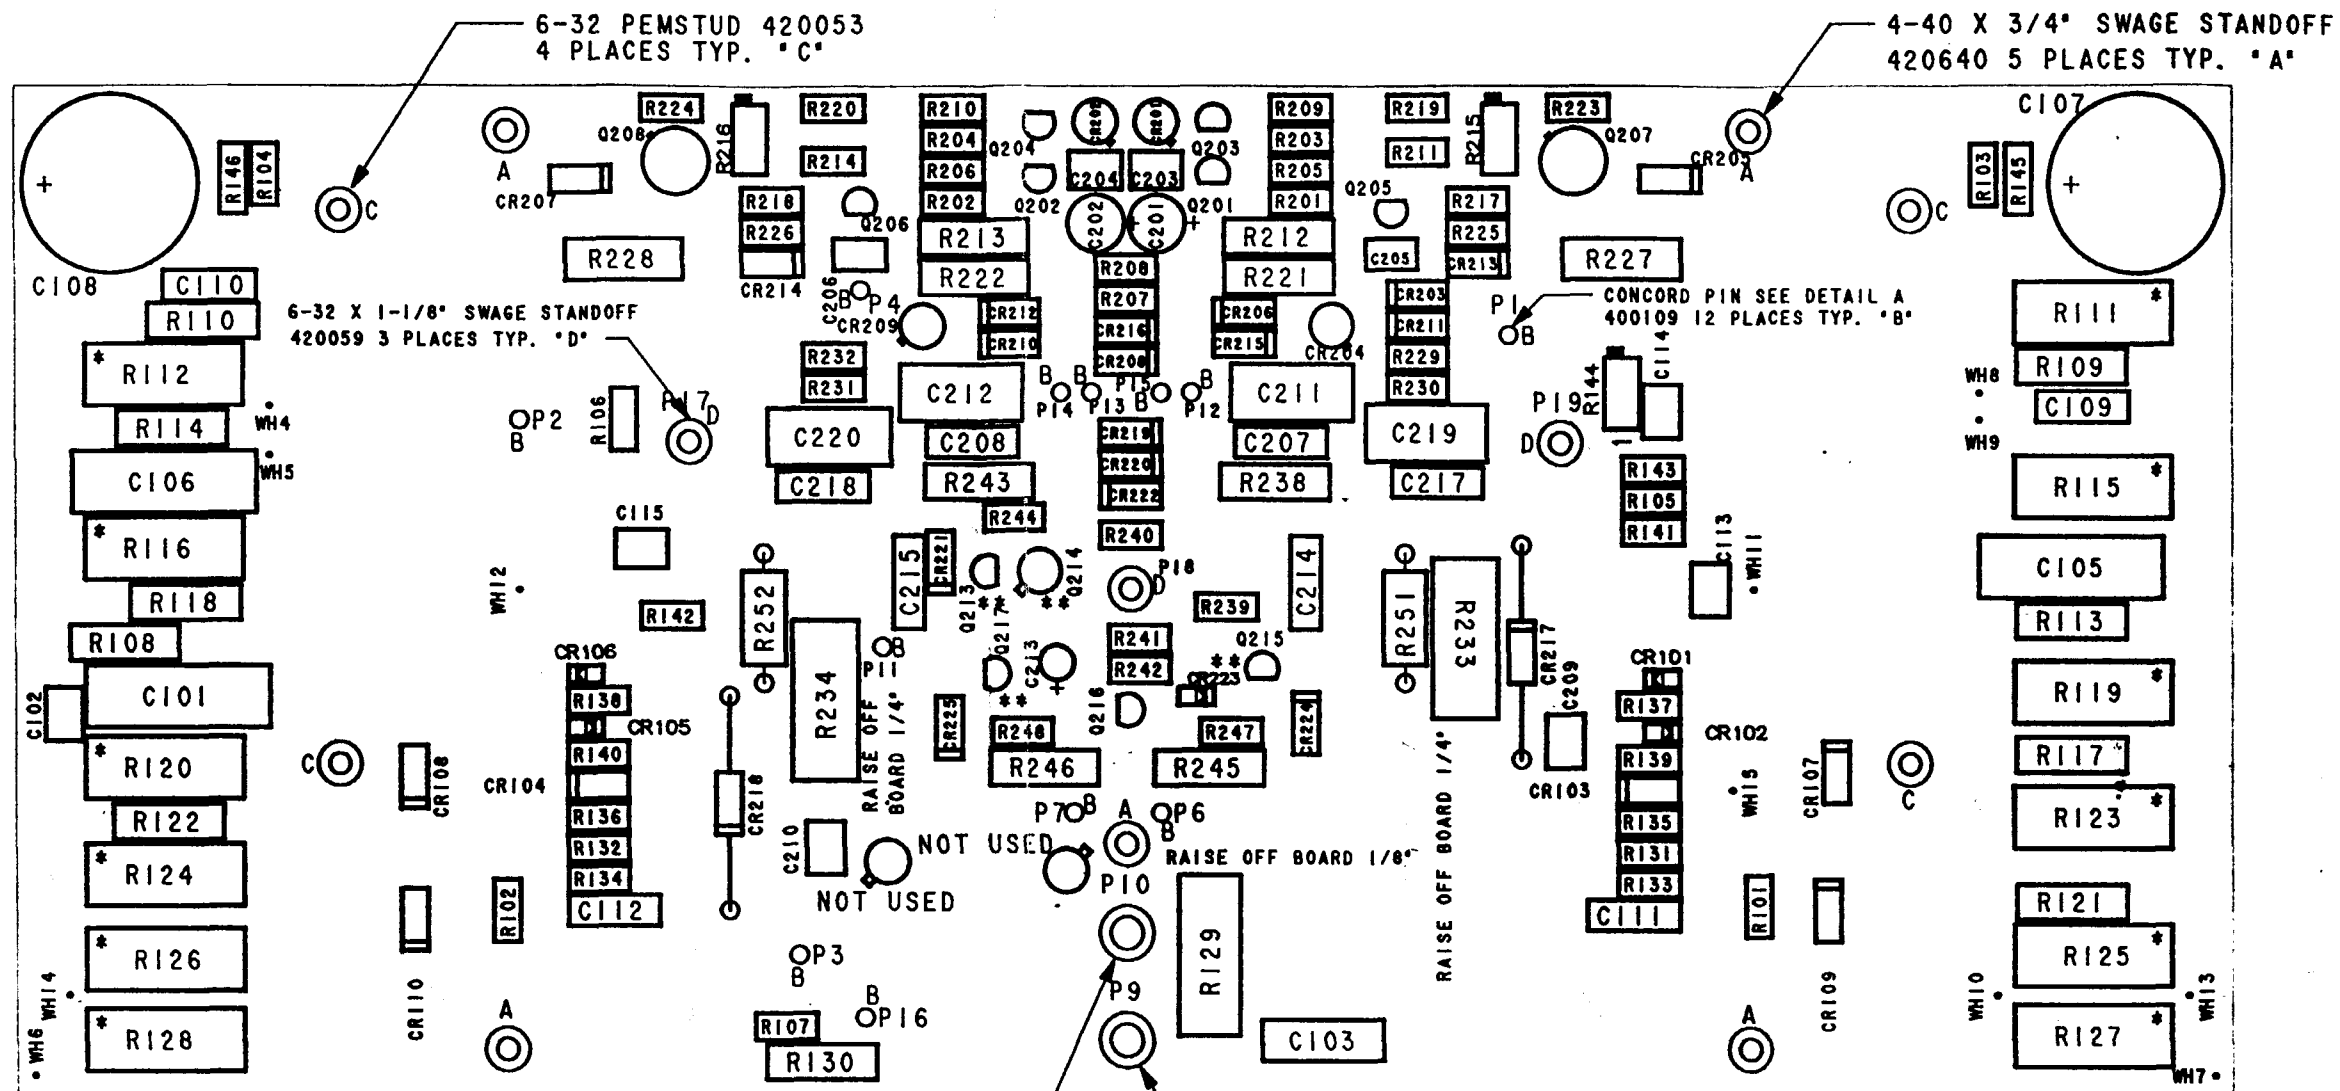 6-32 PEMSTUD 420053
4 PLACES TYP. "C"
4-40 X 3/4" SWAGE STANDOFF
420640 5 PLACES TYP. "A"
C107
R224
R220
R210
CR202
CR201
R209
R219
R223
Q208
R216
R204
Q204
Q203
R203
R215
Q207
R146
R104
A
R214
R206
C204
C203
R205
R211
CR205
A
R103
R145
+
CR207
R218
Q206
R202
Q202
C202
+
C201
+
Q201
R201
Q205
R217
+
C
C
R226
R213
R212
R225
R228
R222
R208
R221
C205
CR213
R227
C108
C110
CR214
C206
B
P4
R207
CR203
P1
CONCORD PIN SEE DETAIL A
400109 12 PLACES TYP. "B"
B
6-32 X 1-1/8" SWAGE STANDOFF
420059 3 PLACES TYP. "D"
R110
CR209
CR212
CR216
CR206
CR211
R111
*
CR210
CR208
CR215
CR204
R232
R229
R144
C114
R109
*
R112
R231
C212
B
B
P15
B
B
C211
R230
WH8
P14
P13
P12
C109
R106
P17
D
P2
B
P19
D
1
WH4
R114
C220
C208
CR219
C207
C219
WH9
WH5
C106
CR220
R143
C218
R243
CR222
R238
C217
R105
R115
*
R244
R141
C115
*
R116
R240
C113
WH11
C215
CR221
Q214
P18
D
C214
C105
WH12
R252
Q213
**
**
R251
R233
R118
R142
Q217
R239
CR217
R113
R108
R241
Q215
CR106
P11
B
C213
+
R242
**
CR101
C102
C101
R138
R234
RAISE OFF
BOARD 1/4"
**
Q216
CR223
C209
R137
R119
*
CR105
CR225
R248
R247
CR224
CR102
*
R120
R140
R246
R245
R139
R117
C
CR108
CR104
CR218
CR103
WH15
CR107
C
R122
R136
P7
B
A
P6
B
R135
R123
*
R132
C210
NOT USED
RAISE OFF BOARD 1/8"
RAISE OFF BOARD 1/4"
R131
*
R124
R134
P10
R133
R102
C112
NOT USED
C111
R101
R121
*
R126
P3
B
R129
R125
*
WH14
CR110
B
P16
P9
CR109
WH10
WH13
A
A
*
R128
R107
C103
R127
*
WH6
R130
WH7